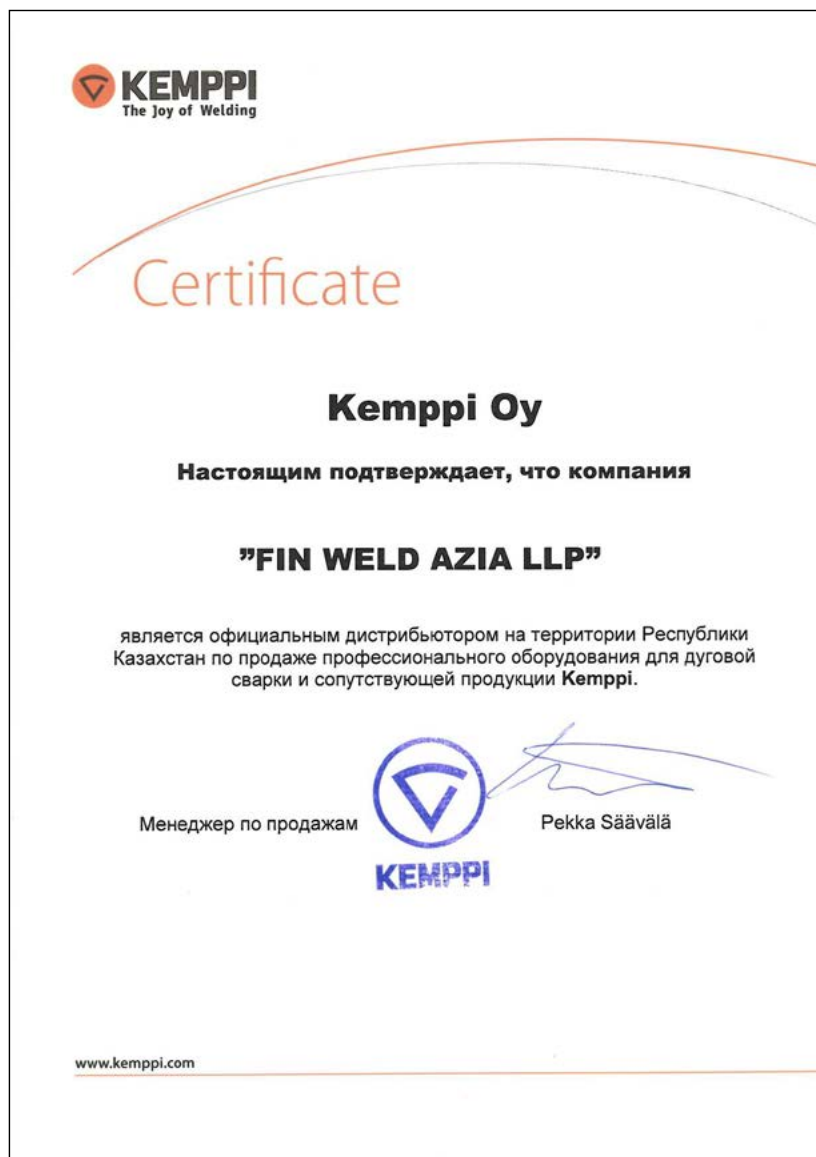 KEMPPI
The Joy of Welding
Certificate
Kemppi Oy
Настоящим подтверждает, что компания
”FIN WELD AZIA LLP”
является официальным дистрибьютором на территории Республики
Казахстан по продаже профессионального оборудования для дуговой
сварки и сопутствующей продукции Kemppi.
Менеджер по продажам
Pekka Säävälä
KEMPPI
www.kemppi.com